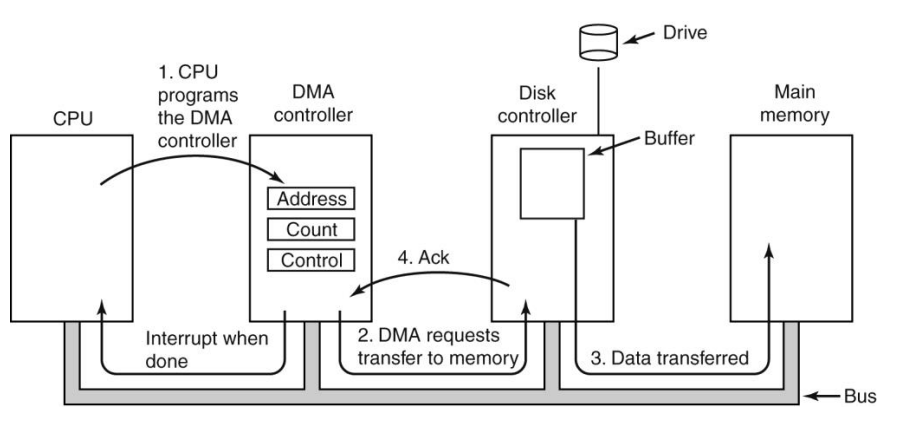 Drive
1. CPU
programs
the DMA
controller
DMA
controller
Disk
controller
Main
memory
CPU
Buffer
Address
Count
Control
4. Ack
Interrupt when
done
2. DMA requests
transfer to memory
3. Data transferred
Bus